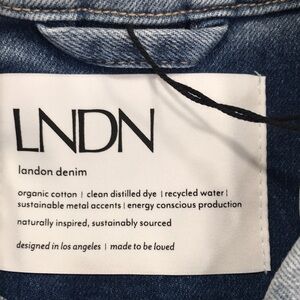 LNDN
landon denim
organic cotton | clean distilled dye | recycled water |
sustainable metal accents | energy conscious production
naturally inspired, sustainably sourced
designed in los angeles | made to be loved